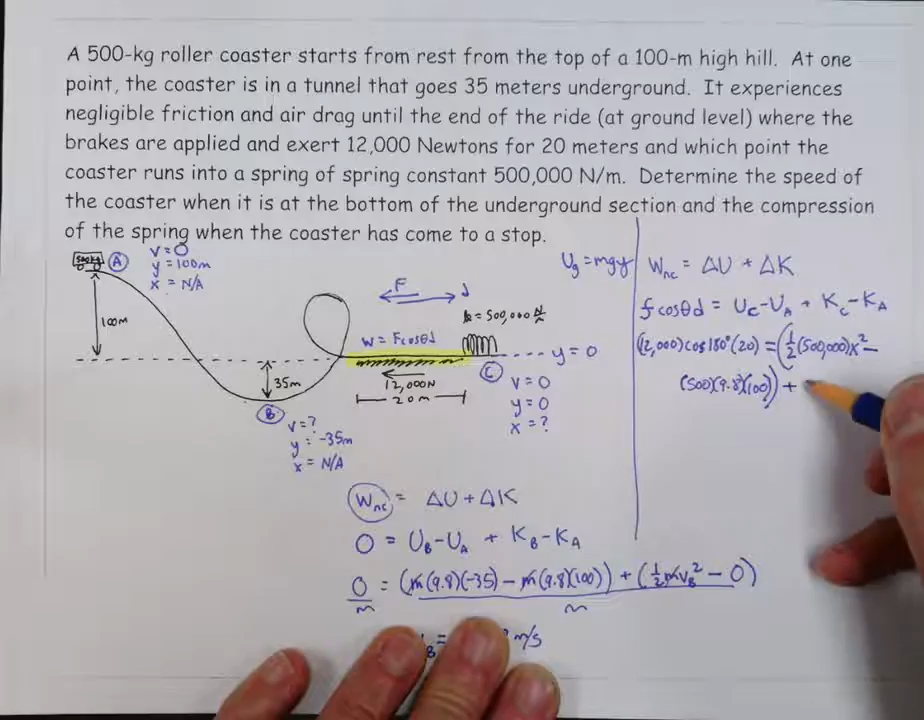 A 500-kg roller coaster starts from rest from the top of a 100-m high hill. At one
point, the coaster is in a tunnel that goes 35 meters underground. It experiences
negligible friction and air drag until the end of the ride (at ground level) where the
brakes are applied and exert 12,000 Newtons for 20 meters and which point the
coaster runs into a spring of spring constant 500,000 N/m. Determine the speed of
the coaster when it is at the bottom of the underground section and the compression
of the spring when the coaster has come to a stop.
500kg A
v = 0
y = 100m
x = N/A
100m
35m
B
v = ?
y = -35m
x = N/A
F d
W = Fcosθd
k = 500,000 N/m
12,000N
20m
y = 0
C
v = 0
y = 0
x = ?
Wnc = ΔU + ΔK
0 = UB - UA + KB - KA
0/m = (m(9.8)(-35) - m(9.8)(100)) + (½mvB² - 0)
m
m/s
Ug = mgy
Wnc = ΔU + ΔK
fcosθd = UC - UA + KC - KA
(12,000)cos180°(20) = (½(500,000)x² -
(500)(9.8)(100)) +